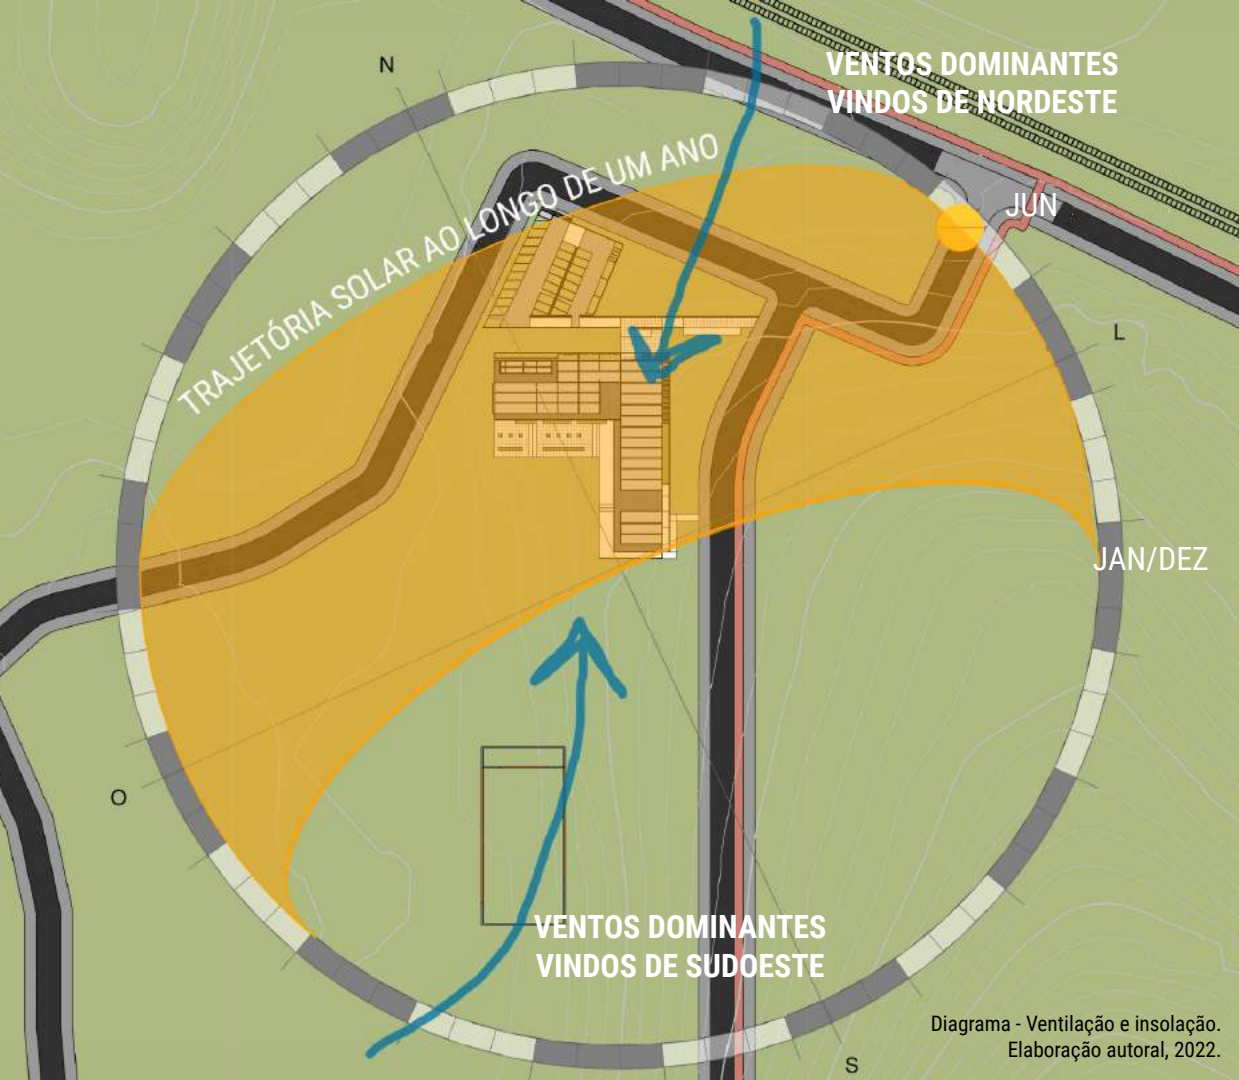 N
VENTOS DOMINANTES
VINDOS DE NORDESTE
TRAJETÓRIA SOLAR AO LONGO DE UM ANO
JUN
L
JAN/DEZ
O
VENTOS DOMINANTES
VINDOS DE SUDOESTE
Diagrama - Ventilação e insolação.
Elaboração autoral, 2022.
S